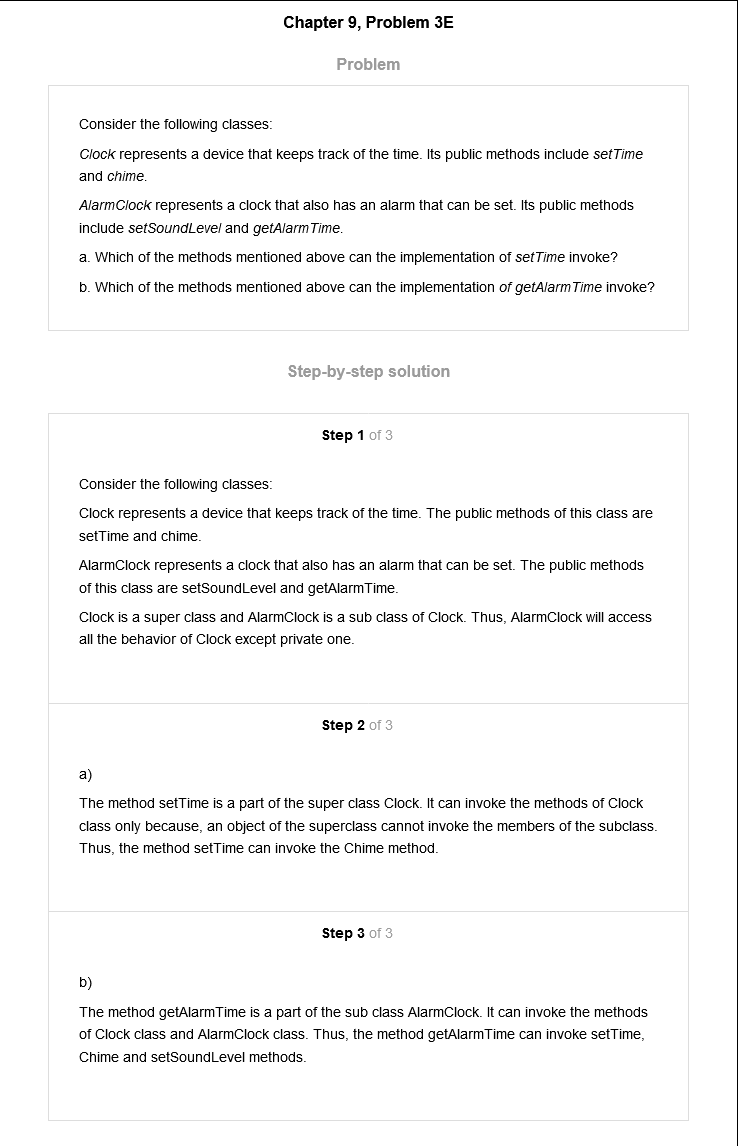 Chapter 9, Problem 3E
Problem
Consider the following classes:
Clock represents a device that keeps track of the time. Its public methods include setTime
and chime.
AlarmClock represents a clock that also has an alarm that can be set. Its public methods
include setSoundLevel and getAlarmTime.
a. Which of the methods mentioned above can the implementation of setTime invoke?
b. Which of the methods mentioned above can the implementation of getAlarmTime invoke?
Step-by-step solution
Step 1 of 3
Consider the following classes:
Clock represents a device that keeps track of the time. The public methods of this class are
setTime and chime.
AlarmClock represents a clock that also has an alarm that can be set. The public methods
of this class are setSoundLevel and getAlarmTime.
Clock is a super class and AlarmClock is a sub class of Clock. Thus, AlarmClock will access
all the behavior of Clock except private one.
Step 2 of 3
a)
The method setTime is a part of the super class Clock. It can invoke the methods of Clock
class only because, an object of the superclass cannot invoke the members of the subclass.
Thus, the method setTime can invoke the Chime method.
Step 3 of 3
b)
The method getAlarmTime is a part of the sub class AlarmClock. It can invoke the methods
of Clock class and AlarmClock class. Thus, the method getAlarmTime can invoke setTime,
Chime and setSoundLevel methods.